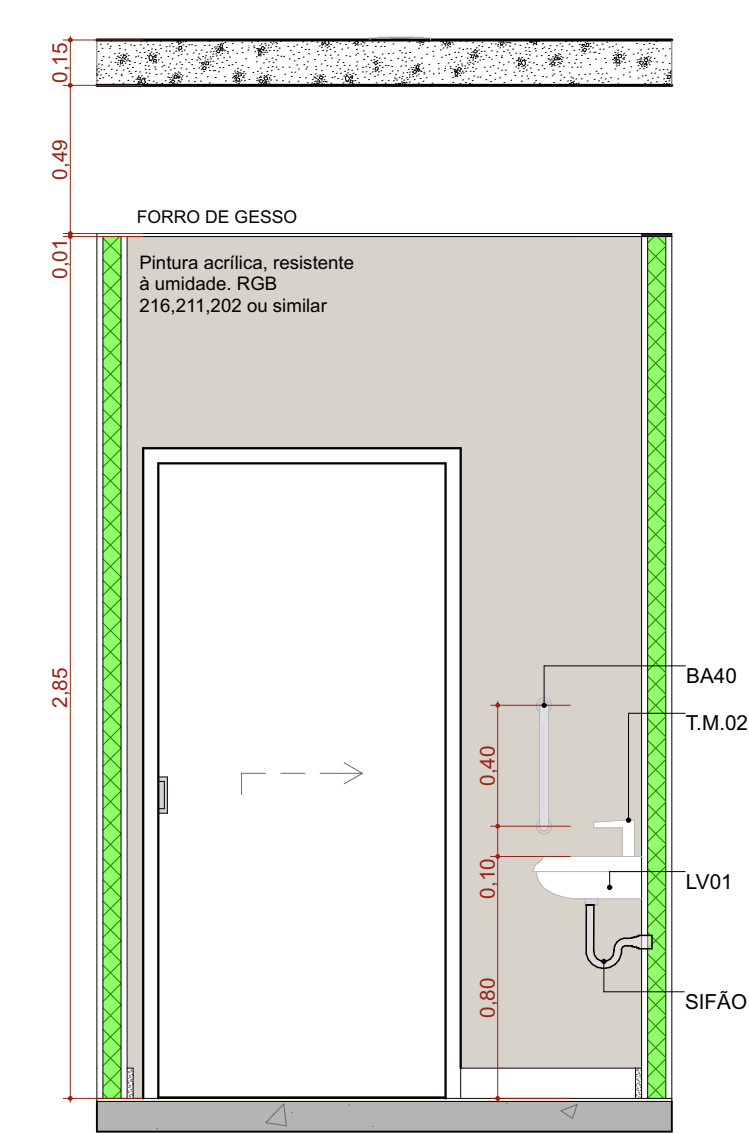 0,15
0,49
FORRO DE GESSO
0,01
Pintura acrílica, resistente
à umidade. RGB
216,211,202 ou similar
2,85
BA40
T.M.02
0,40
0,10
LV01
0,80
SIFÃO